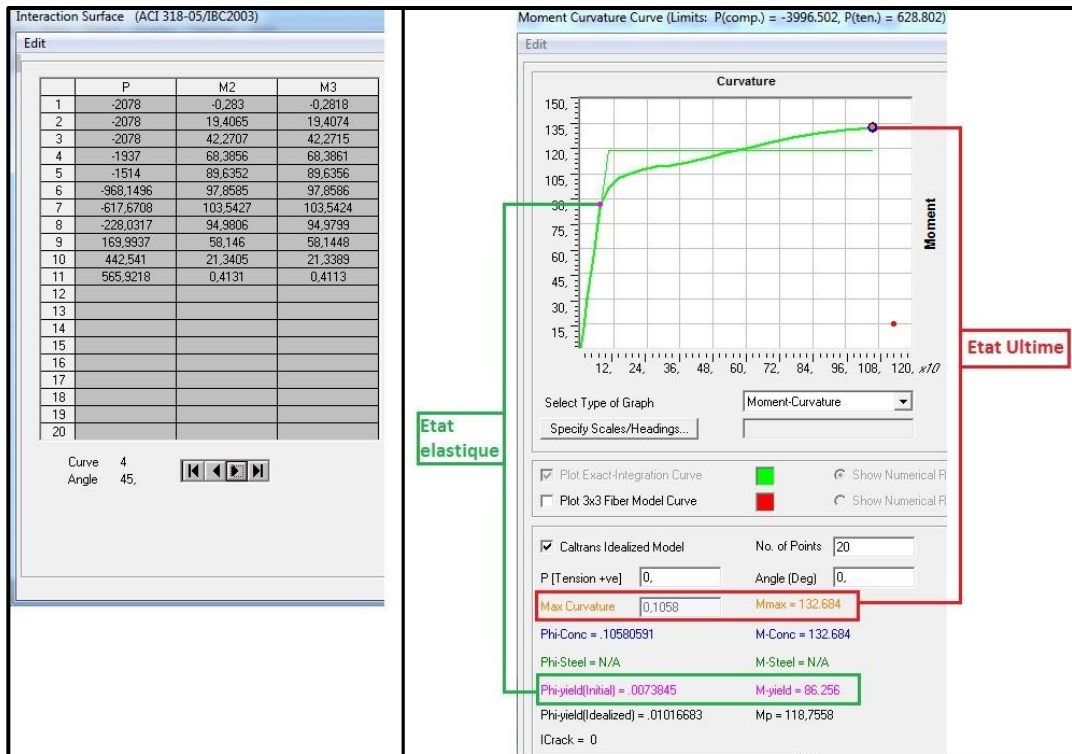 Interaction Surface (ACI 318-05/IBC2003)
Edit
P M2 M3
1 -2078 -0,283 -0,2818
2 -2078 19,4065 19,4074
3 -2078 42,2707 42,2715
4 -1937 68,3856 68,3861
5 -1514 89,6352 89,6356
6 -968,1496 97,8585 97,8586
7 -617,6708 103,5427 103,5424
8 -228,0317 94,9806 94,9799
9 169,9937 58,146 58,1448
10 442,541 21,3405 21,3389
11 565,9218 0,4131 0,4113
12
13
14
15
16
17
18
19
20
Curve 4
Angle 45,
Moment Curvature Curve (Limits: P(comp.) = -3996.502, P(ten.) = 628.802)
Edit
Curvature
150,
135,
120,
105,
90,
75,
60,
45,
30,
15,
Moment
12, 24, 36, 48, 60, 72, 84, 96, 108, 120, x10
Etat Ultime
Etat
elastique
Select Type of Graph Moment-Curvature
Specify Scales/Headings...
Plot Exact-Integration Curve Show Numerical R
Plot 3x3 Fiber Model Curve Show Numerical R
Caltrans Idealized Model No. of Points 20
P [Tension +ve] 0, Angle (Deg) 0,
Max Curvature 0,1058 Mmax = 132.684
Phi-Conc = .10580591 M-Conc = 132.684
Phi-Steel = N/A M-Steel = N/A
Phi-yield(Initial) = .0073845 M-yield = 86.256
Phi-yield(Idealized) = .01016683 Mp = 118,7558
ICrack = 0